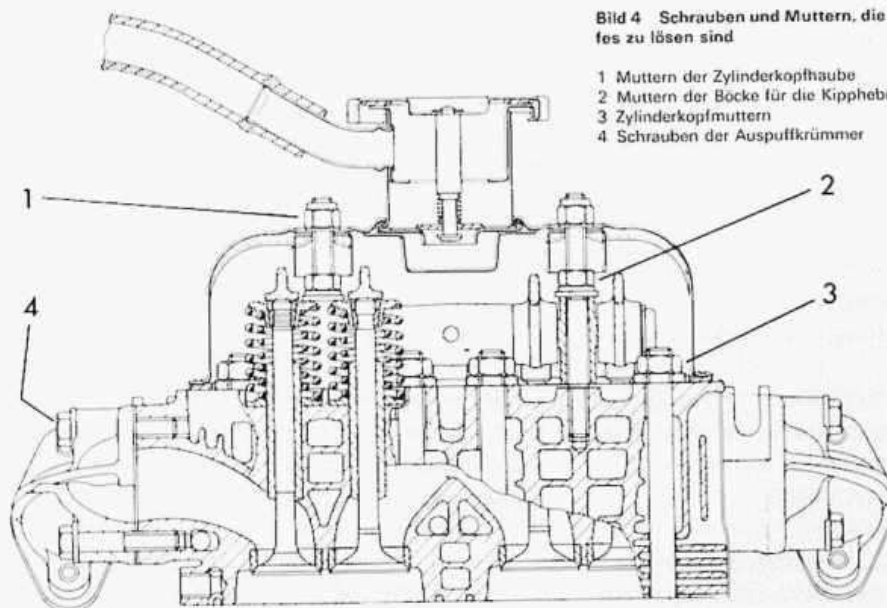 Bild 4 Schrauben und Muttern, die
fes zu lösen sind
1 Muttern der Zylinderkopfhaube
2 Muttern der Böcke für die Kipphebe
3 Zylinderkopfmuttern
4 Schrauben der Auspuffkrümmer
1
2
3
4